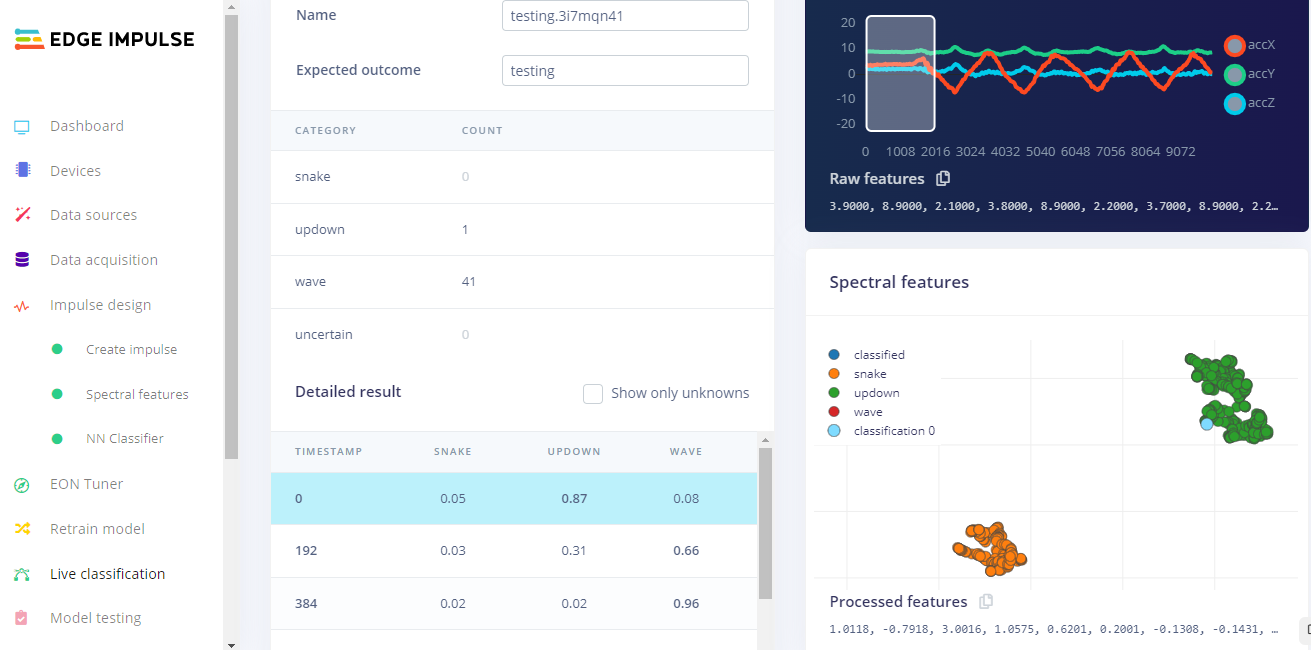 EDGE IMPULSE
Dashboard
Devices
Data sources
Data acquisition
Impulse design
Create impulse
Spectral features
NN Classifier
EON Tuner
Retrain model
Live classification
Model testing
Name
testing.3i7mqn41
Expected outcome
testing
CATEGORY COUNT
snake 0
updown 1
wave 41
uncertain 0
Detailed result
Show only unknowns
TIMESTAMP SNAKE UPDOWN WAVE
0 0.05 0.87 0.08
192 0.03 0.31 0.66
384 0.02 0.02 0.96
20
10
0
-10
-20
0 1008 2016 3024 4032 5040 6048 7056 8064 9072
accX
accY
accZ
Raw features
3.9000, 8.9000, 2.1000, 3.8000, 8.9000, 2.2000, 3.7000, 8.9000, 2.2…
Spectral features
classified
snake
updown
wave
classification 0
Processed features
1.0118, -0.7918, 3.0016, 1.0575, 0.6201, 0.2001, -0.1308, -0.1431, …